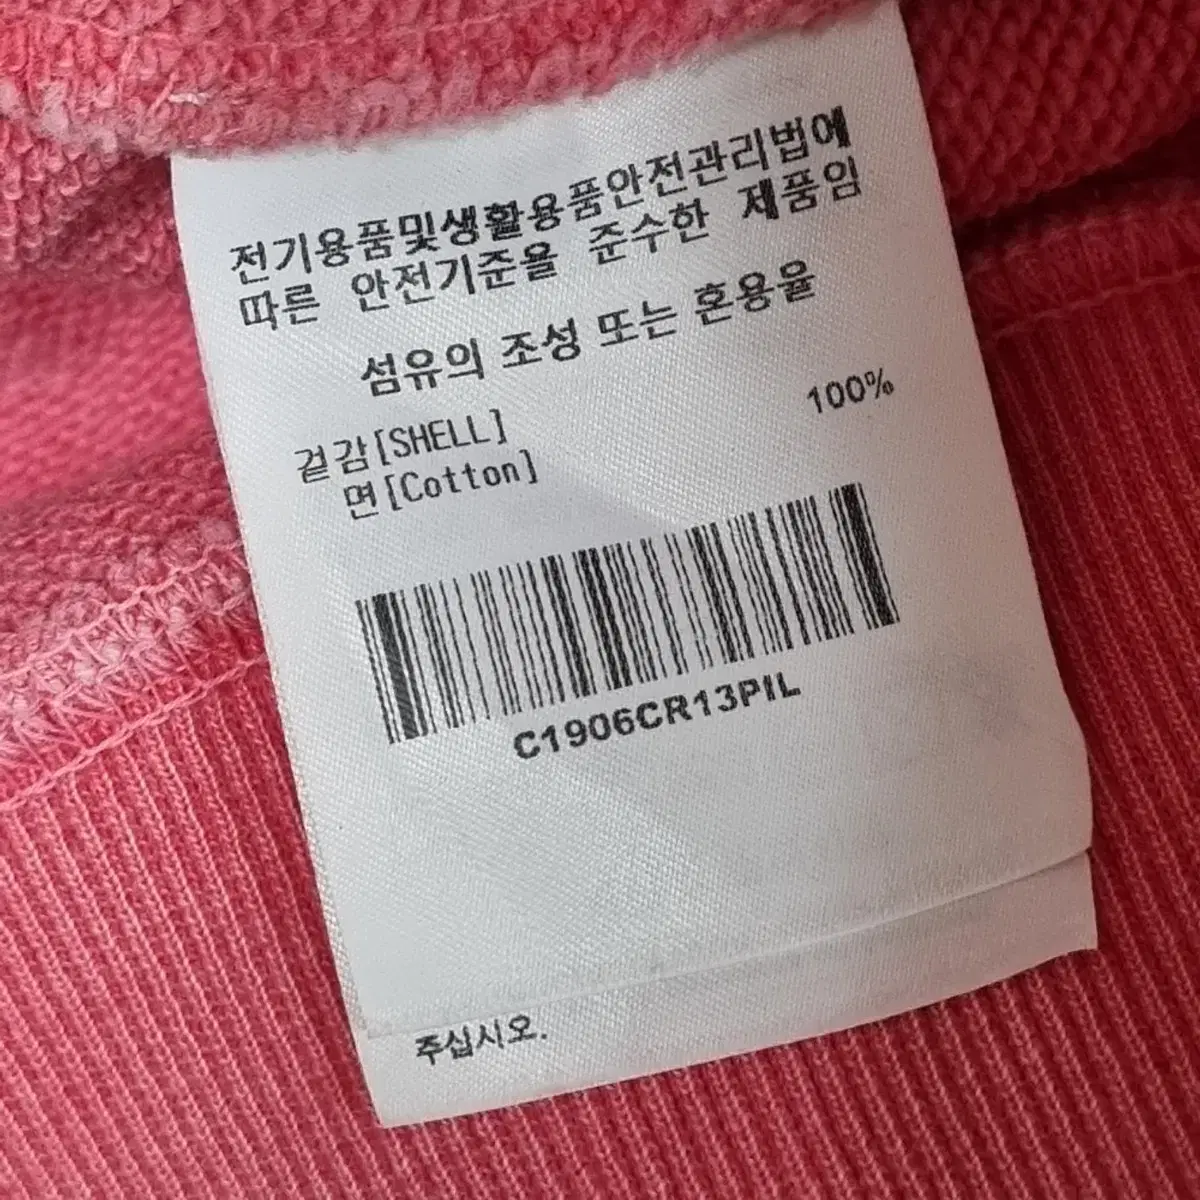 전기용품및생활용품안전관리법에
따른 안전기준을 준수한 제품임
섬유의 조성 또는 혼용율
겉감[SHELL]
면[Cotton] 100%
C1906CR13PIL
주십시오.